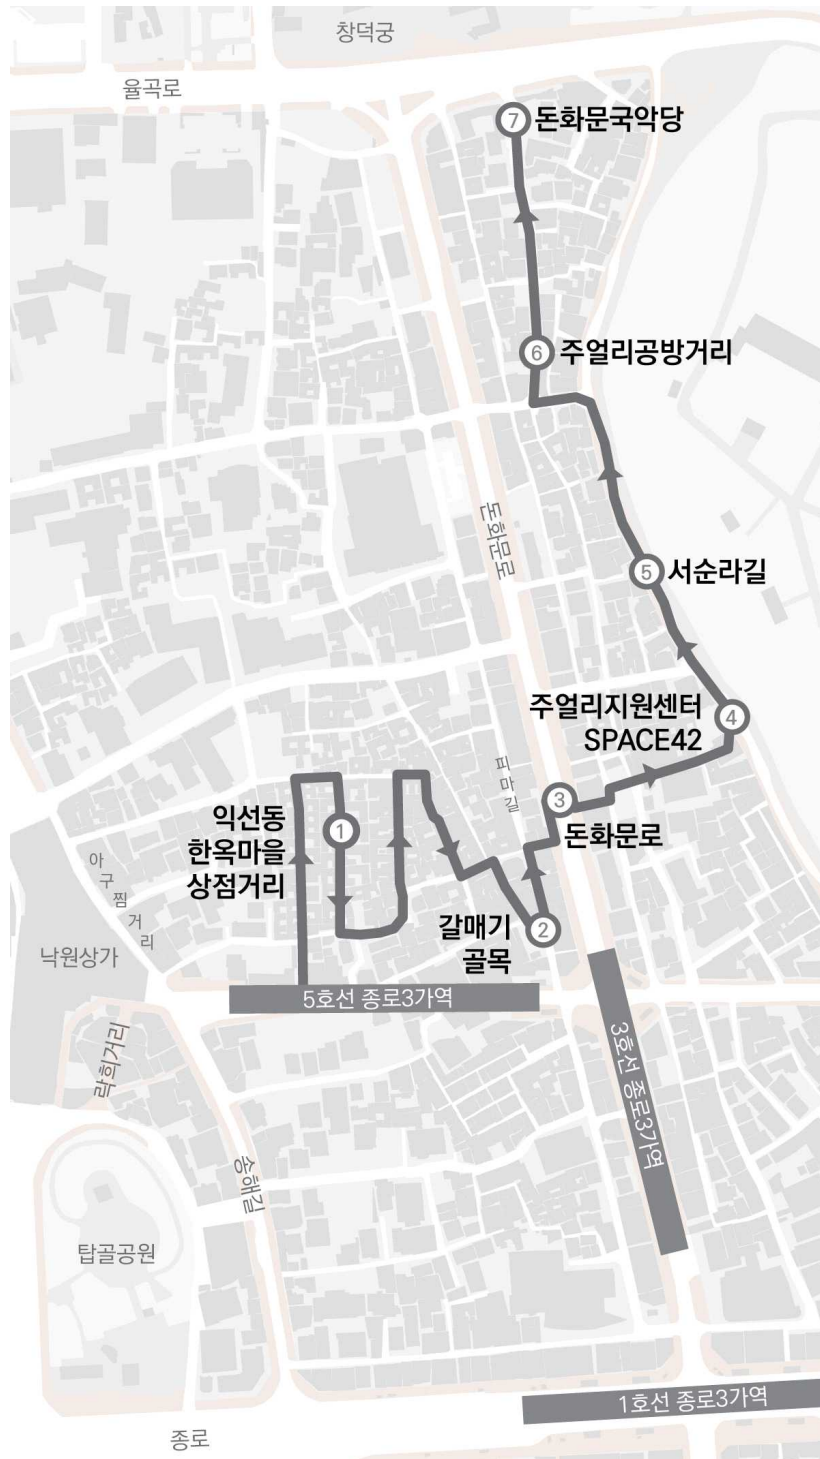 창덕궁
율곡로
7 돈화문국악당
6 주얼리공방거리
돈화문로
5 서순라길
주얼리지원센터
SPACE42
4
피마길
3
돈화문로
익선동
한옥마을
상점거리
1
아구찜거리
갈매기
골목
2
낙원상가
5호선 종로3가역
3호선 종로3가역
락희거리
송해길
탑골공원
1호선 종로3가역
종로